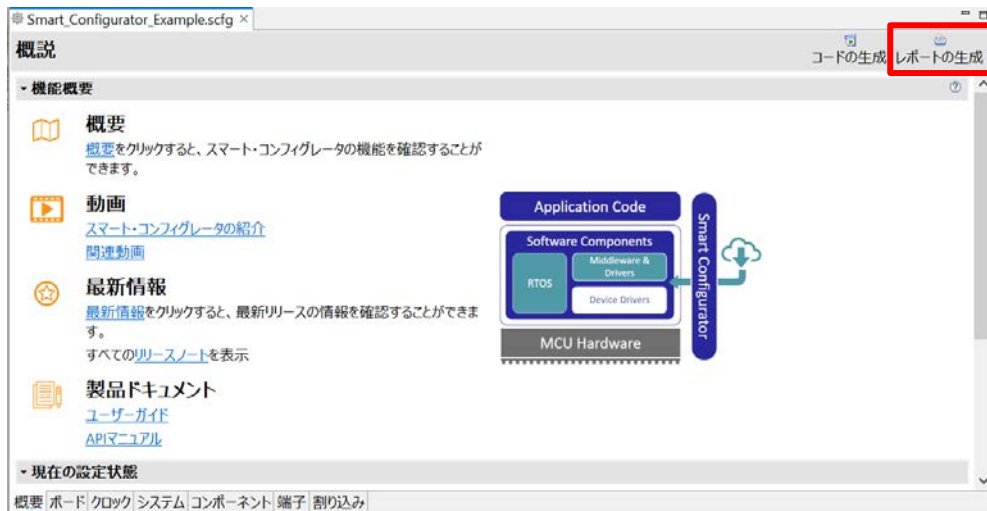 Smart_Configurator_Example.scfg
概説
コードの生成 レポートの生成
機能概要
概要
概要をクリックすると、スマート・コンフィグレータの機能を確認することが
できます。
動画
スマート・コンフィグレータの紹介
関連動画
最新情報
最新情報をクリックすると、最新リリースの情報を確認することができま
す。
すべてのリリースノートを表示
製品ドキュメント
ユーザーガイド
APIマニュアル
Application Code
Software Components
Middleware &
Drivers
RTOS
Device Drivers
MCU Hardware
Smart Configurator
現在の設定状態
概要 ボード クロック システム コンポーネント 端子 割り込み